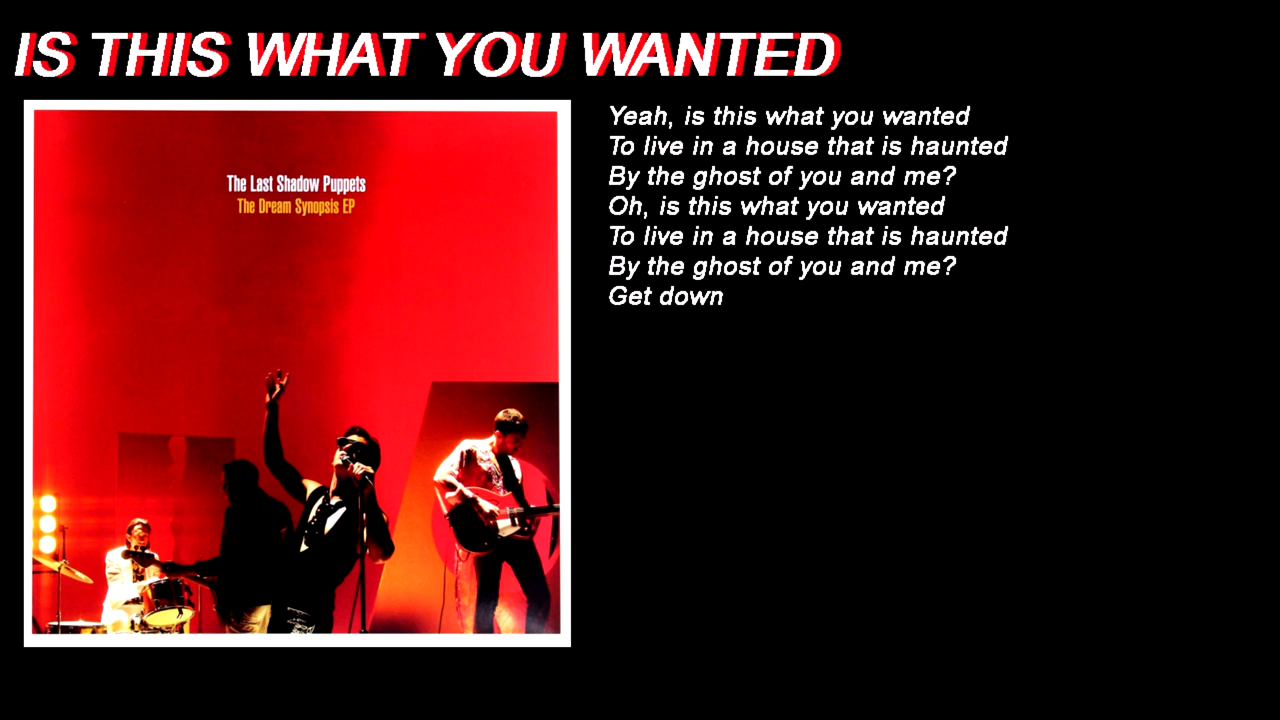 IS THIS WHAT YOU WANTED
The Last Shadow Puppets
The Dream Synopsis EP
Yeah, is this what you wanted
To live in a house that is haunted
By the ghost of you and me?
Oh, is this what you wanted
To live in a house that is haunted
By the ghost of you and me?
Get down